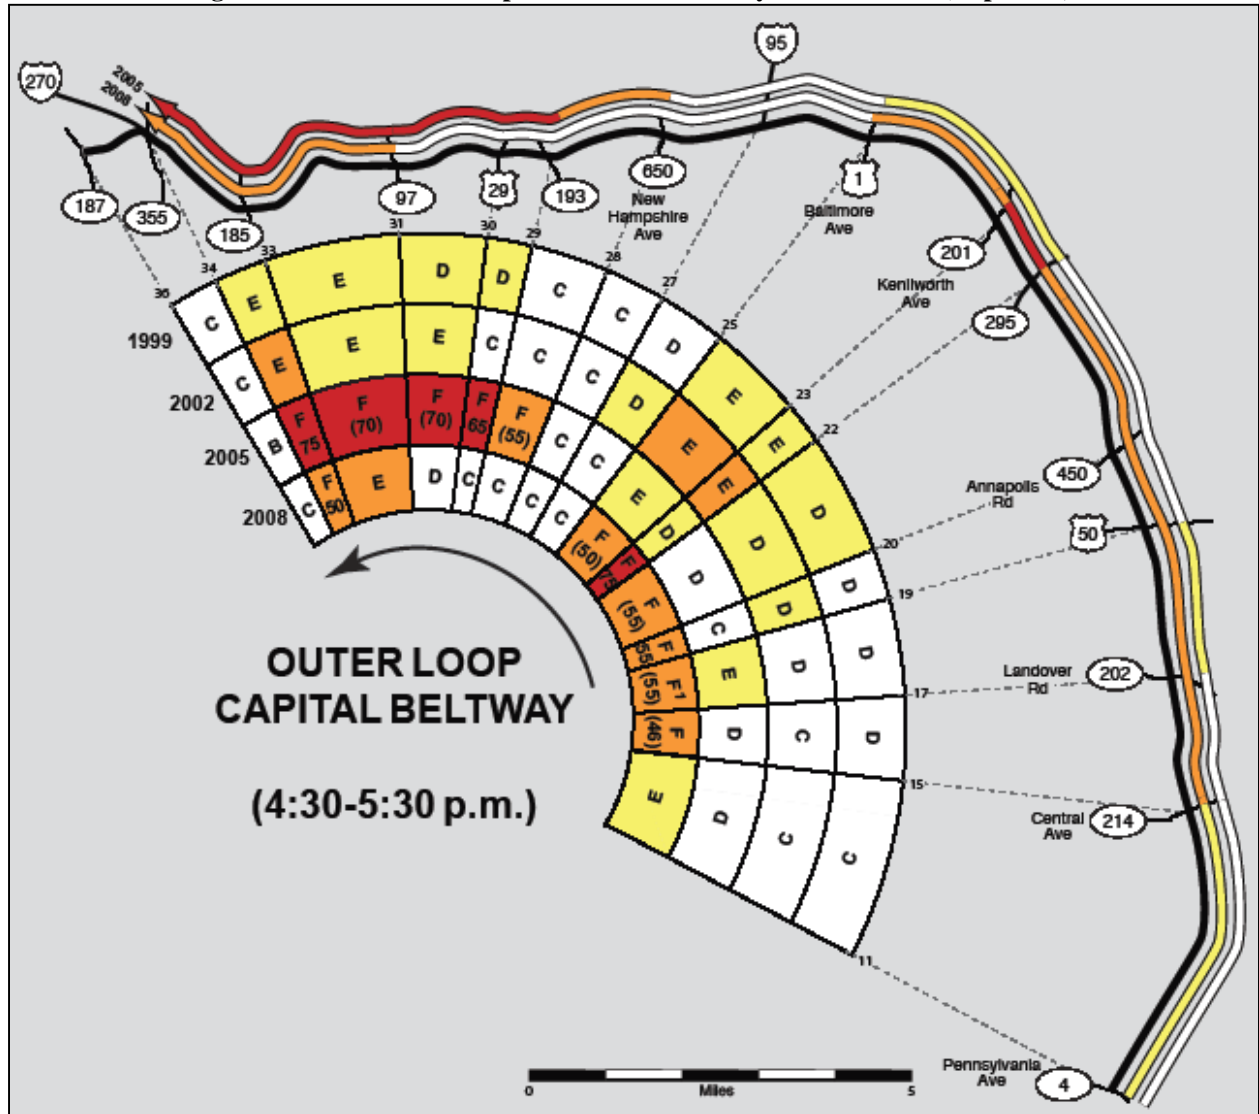 95
270
2005
2008
187
355
185
97
29
193
650
New
Hampshire
Ave
1
Baltimore
Ave
201
Kenilworth
Ave
295
450
Annapolis
Rd
50
202
Landover
Rd
214
Central
Ave
4
Pennsylvania
Ave
36
34
33
31
30
29
28
27
25
23
22
20
19
17
15
11
1999
C E E D D C C D E E D D D D C
2002
C E E E C C C D E E D D D C C
2005
B F 75 F (70) F (70) F 65 F (55) C C E D D C E D D
2008
C F 50 E D C C C C F (50) F 75 F (55) F 55 F¹ (55) F (46) E
OUTER LOOP
CAPITAL BELTWAY
(4:30-5:30 p.m.)
0 Miles 5